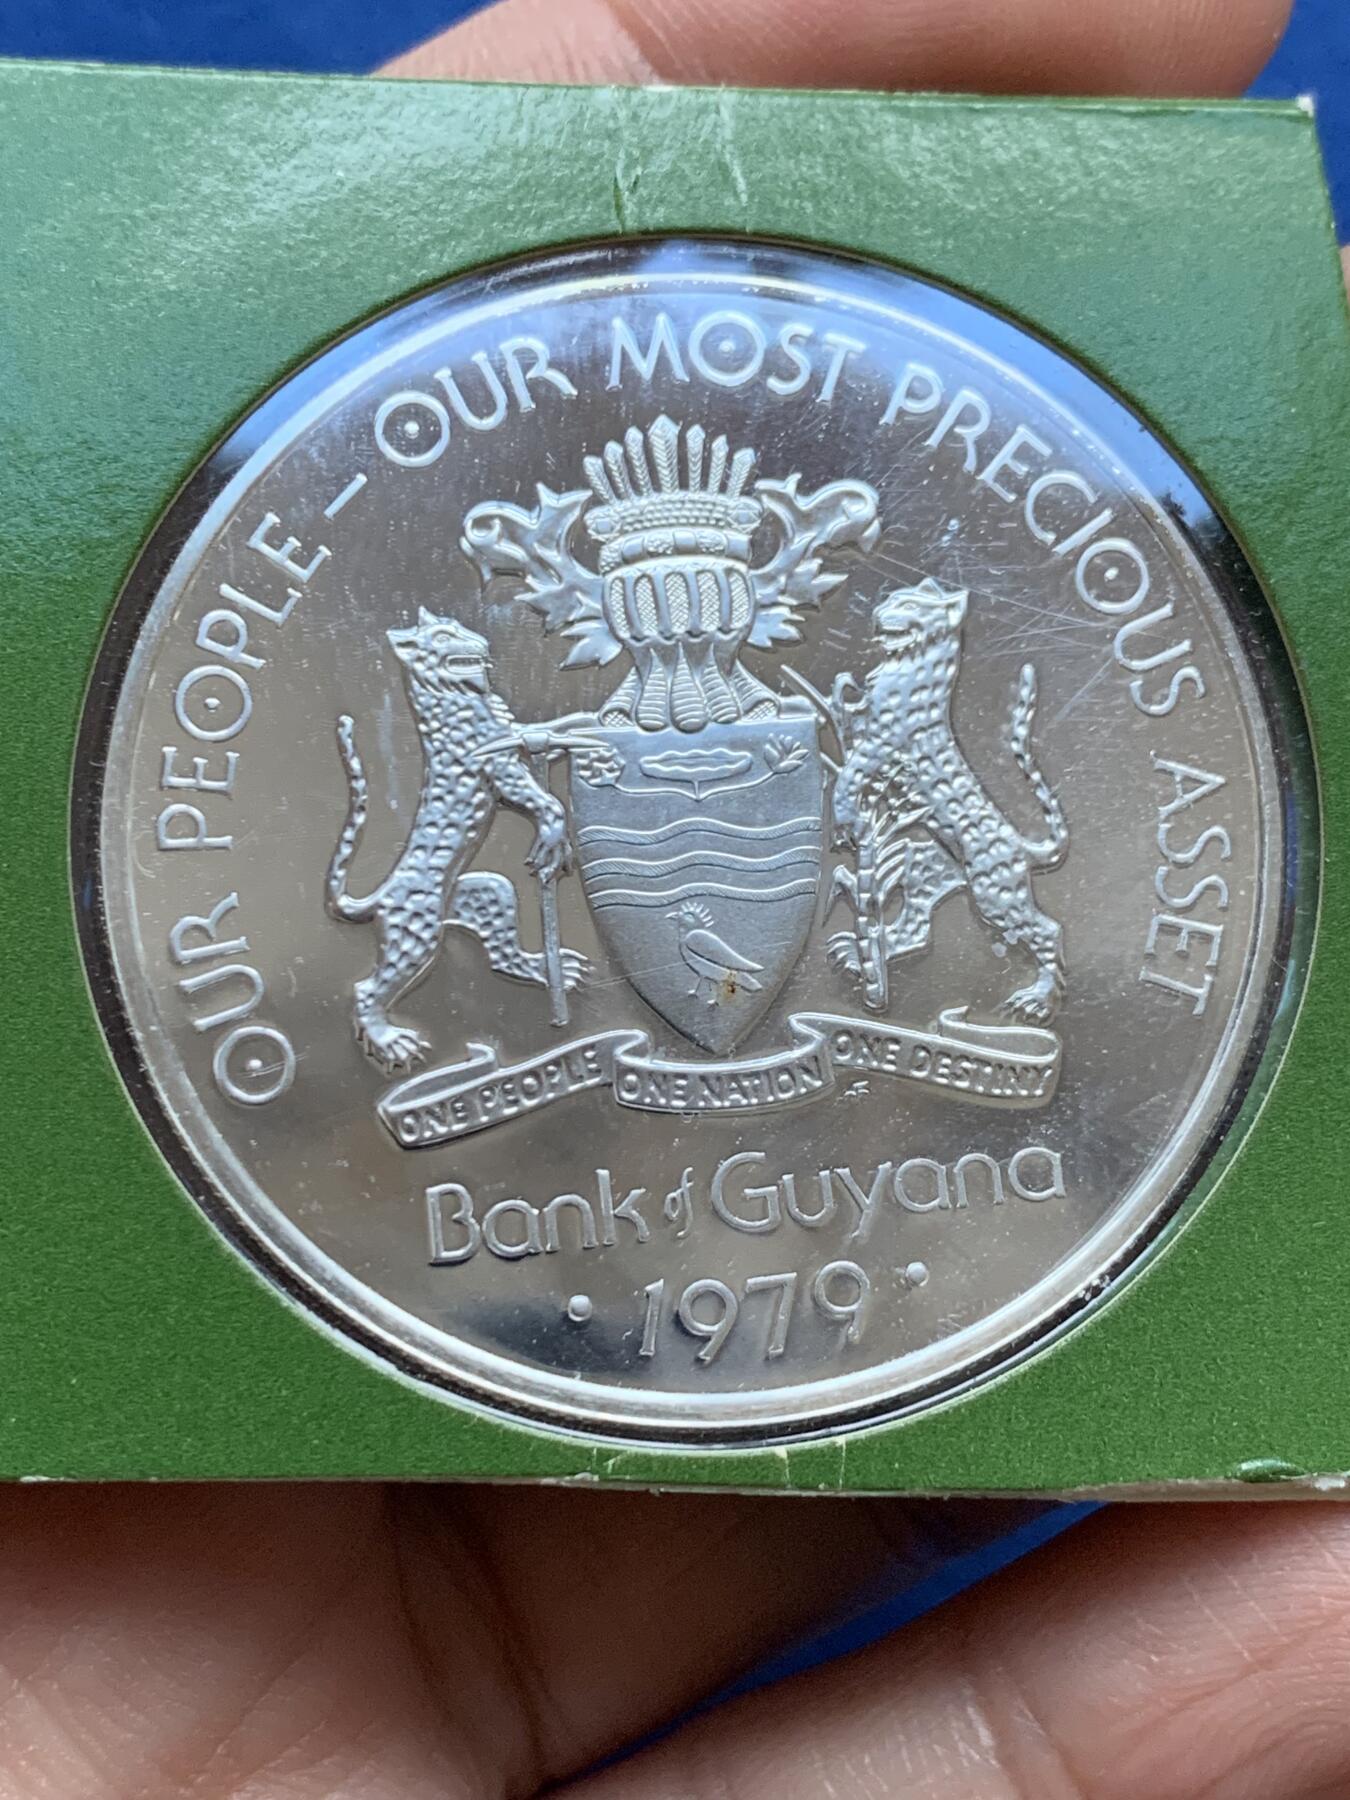 OUR PEOPLE – OUR MOST PRECIOUS ASSET
ONE PEOPLE ONE NATION ONE DESTINY
Bank of Guyana
• 1979 •